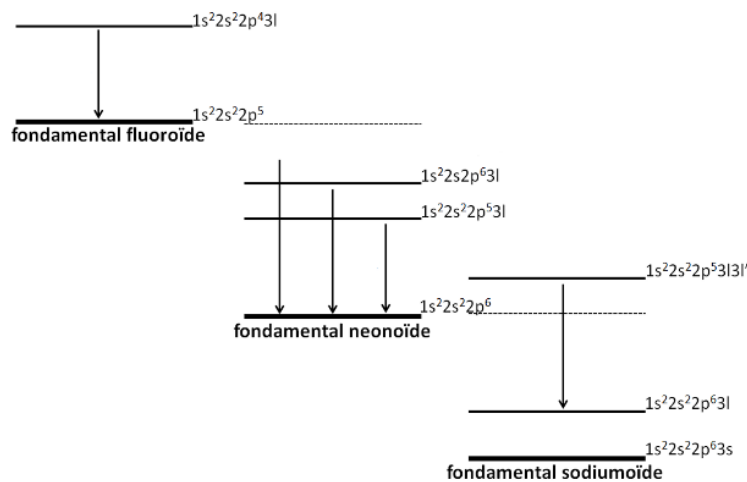 1s²2s²2p⁴3l
1s²2s²2p⁵
fondamental fluoroïde
1s²2s2p⁶3l
1s²2s²2p⁵3l
1s²2s²2p⁶
fondamental neonoïde
1s²2s²2p⁵3l3l'
1s²2s²2p⁶3l
1s²2s²2p⁶3s
fondamental sodiumoïde